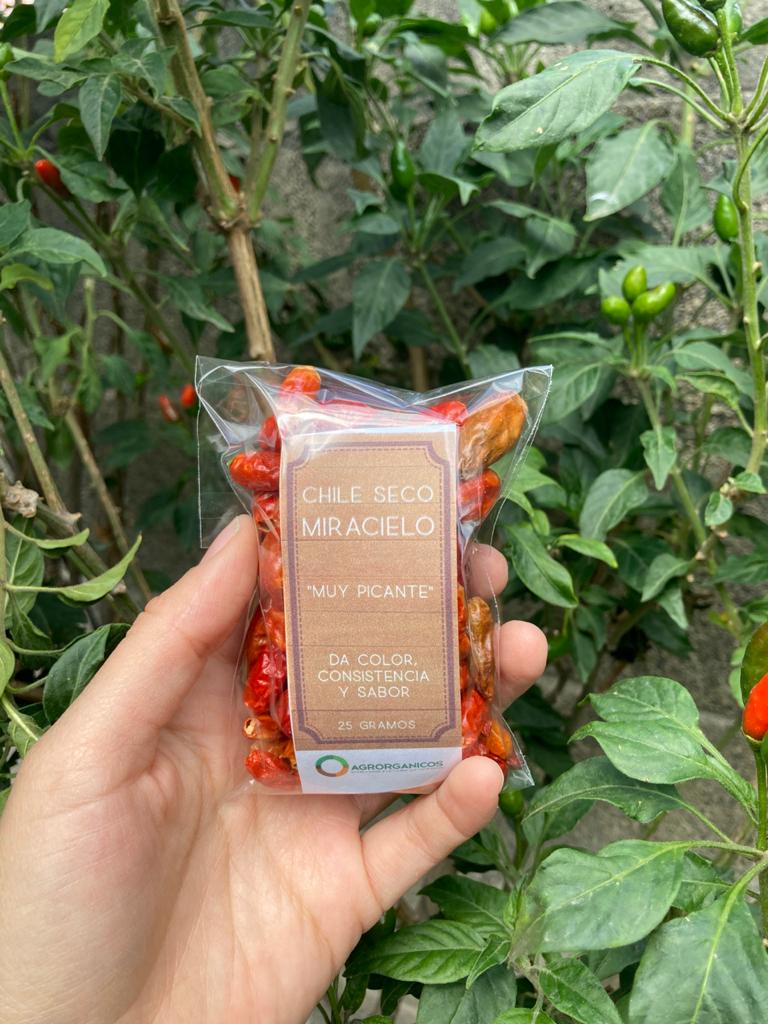 CHILE SECO
MIRACIELO
"MUY PICANTE"
DA COLOR,
CONSISTENCIA
Y SABOR
25 GRAMOS
AGRORGANICOS